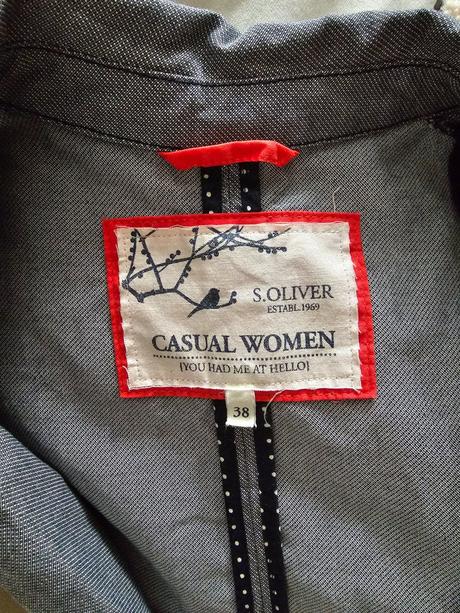 S.OLIVER
ESTABL.1969
CASUAL WOMEN
{YOU HAD ME AT HELLO}
38